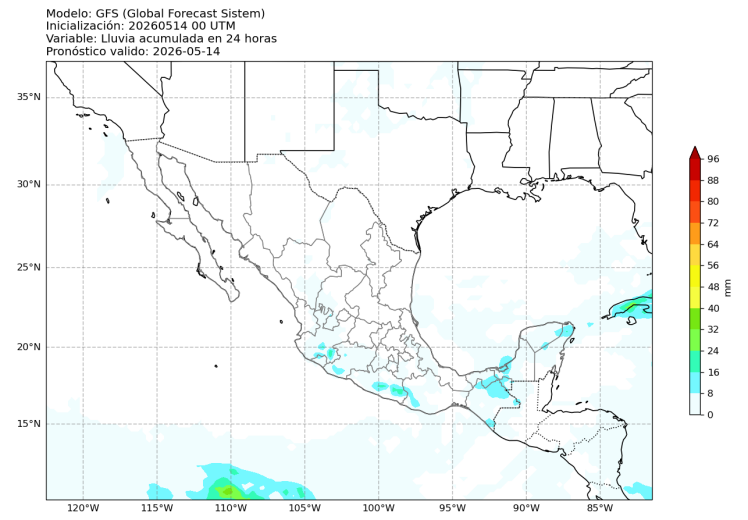 Modelo: GFS (Global Forecast Sistem)
Inicialización: 20260514 00 UTM
Variable: Lluvia acumulada en 24 horas
Pronóstico valido: 2026-05-14
35°N
30°N
25°N
20°N
15°N
120°W 115°W 110°W 105°W 100°W 95°W 90°W 85°W
96
88
80
72
64
56
48
40
32
24
16
8
0
mm